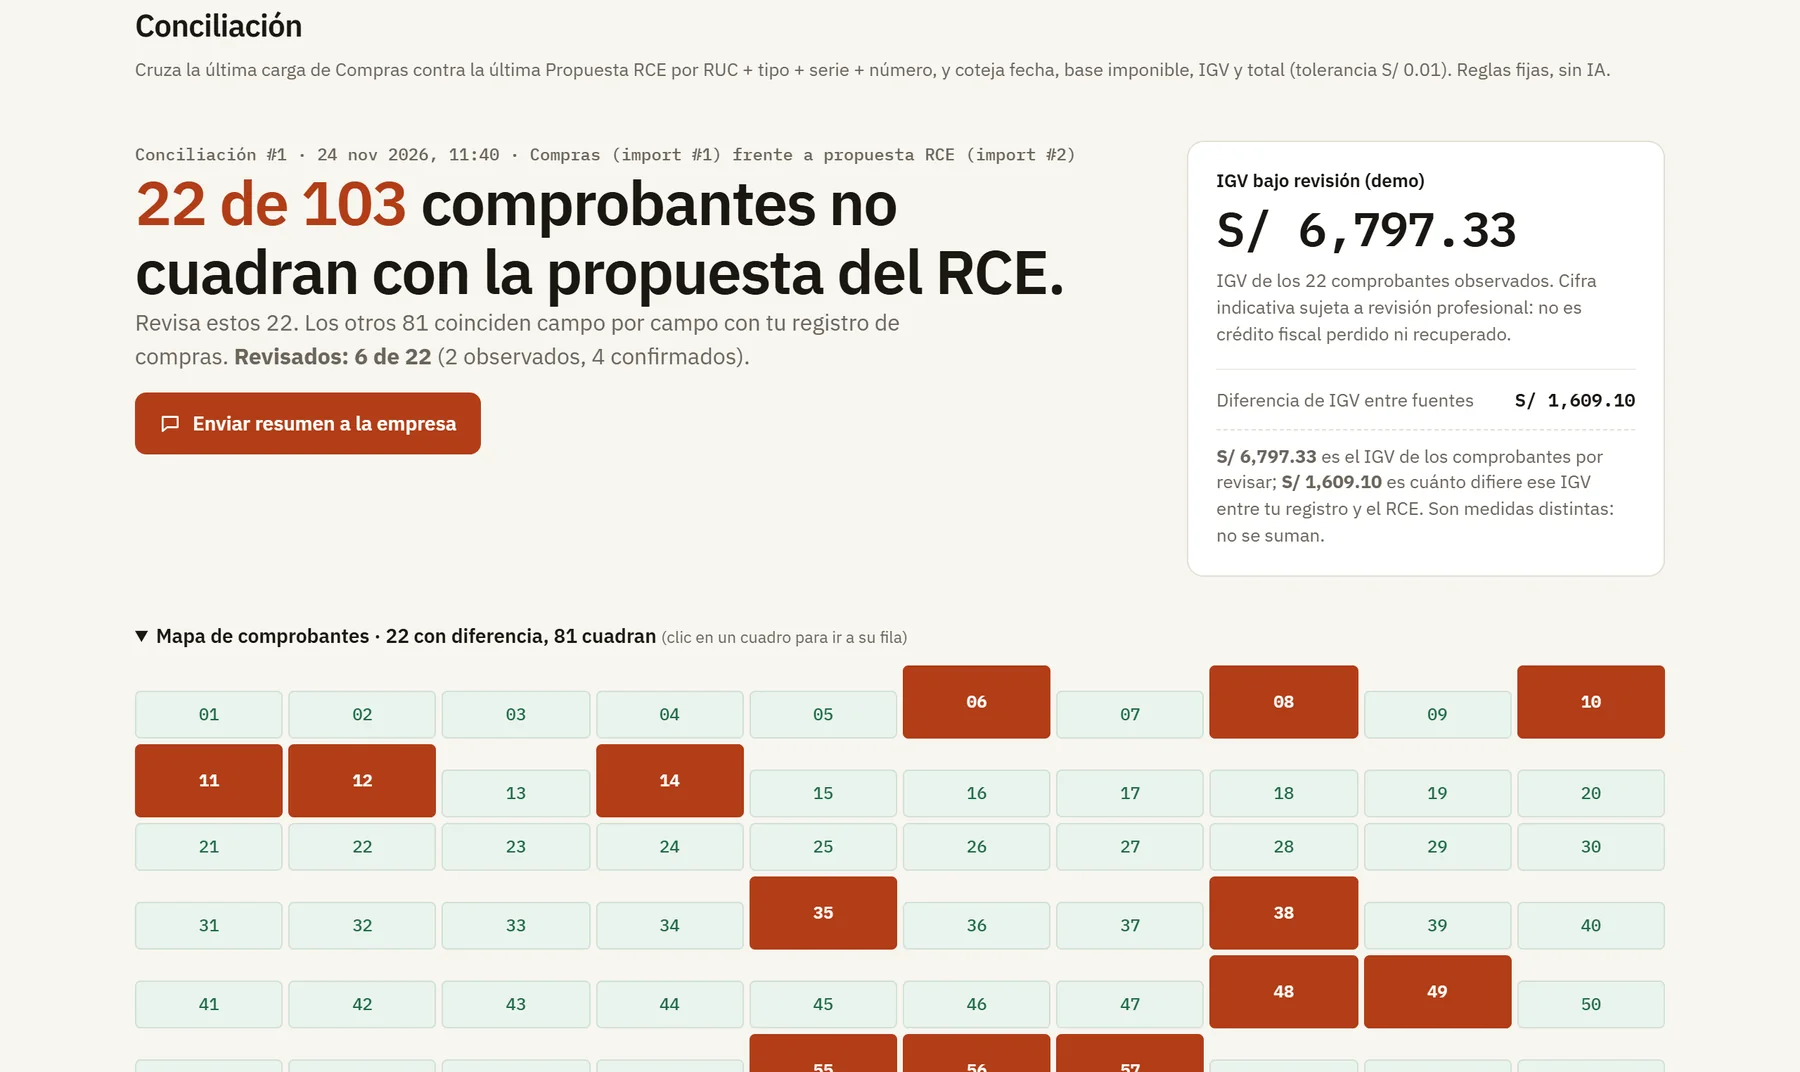 Conciliación
Cruza la última carga de Compras contra la última Propuesta RCE por RUC + tipo + serie + número, y coteja fecha, base imponible, IGV y total (tolerancia S/ 0.01). Reglas fijas, sin IA.
Conciliación #1 · 24 nov 2026, 11:40 · Compras (import #1) frente a propuesta RCE (import #2)
22 de 103 comprobantes no
cuadran con la propuesta del RCE.
Revisa estos 22. Los otros 81 coinciden campo por campo con tu registro de
compras. Revisados: 6 de 22 (2 observados, 4 confirmados).
Enviar resumen a la empresa
IGV bajo revisión (demo)
S/ 6,797.33
IGV de los 22 comprobantes observados. Cifra
indicativa sujeta a revisión profesional: no es
crédito fiscal perdido ni recuperado.
Diferencia de IGV entre fuentes S/ 1,609.10
S/ 6,797.33 es el IGV de los comprobantes por
revisar; S/ 1,609.10 es cuánto difiere ese IGV
entre tu registro y el RCE. Son medidas distintas:
no se suman.
▼ Mapa de comprobantes · 22 con diferencia, 81 cuadran (clic en un cuadro para ir a su fila)
01 02 03 04 05 06 07 08 09 10
11 12 13 14 15 16 17 18 19 20
21 22 23 24 25 26 27 28 29 30
31 32 33 34 35 36 37 38 39 40
41 42 43 44 45 46 47 48 49 50
55 56 57